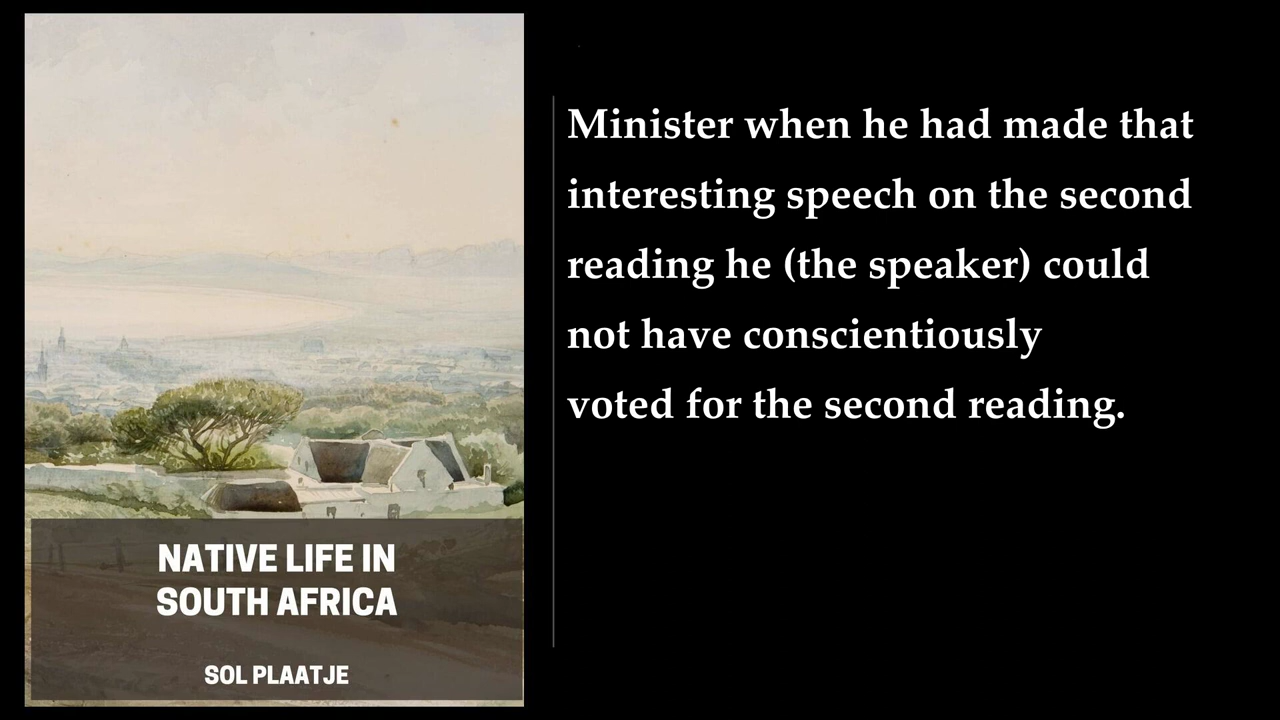 NATIVE LIFE IN
SOUTH AFRICA
SOL PLAATJE
Minister when he had made that
interesting speech on the second
reading he (the speaker) could
not have conscientiously
voted for the second reading.